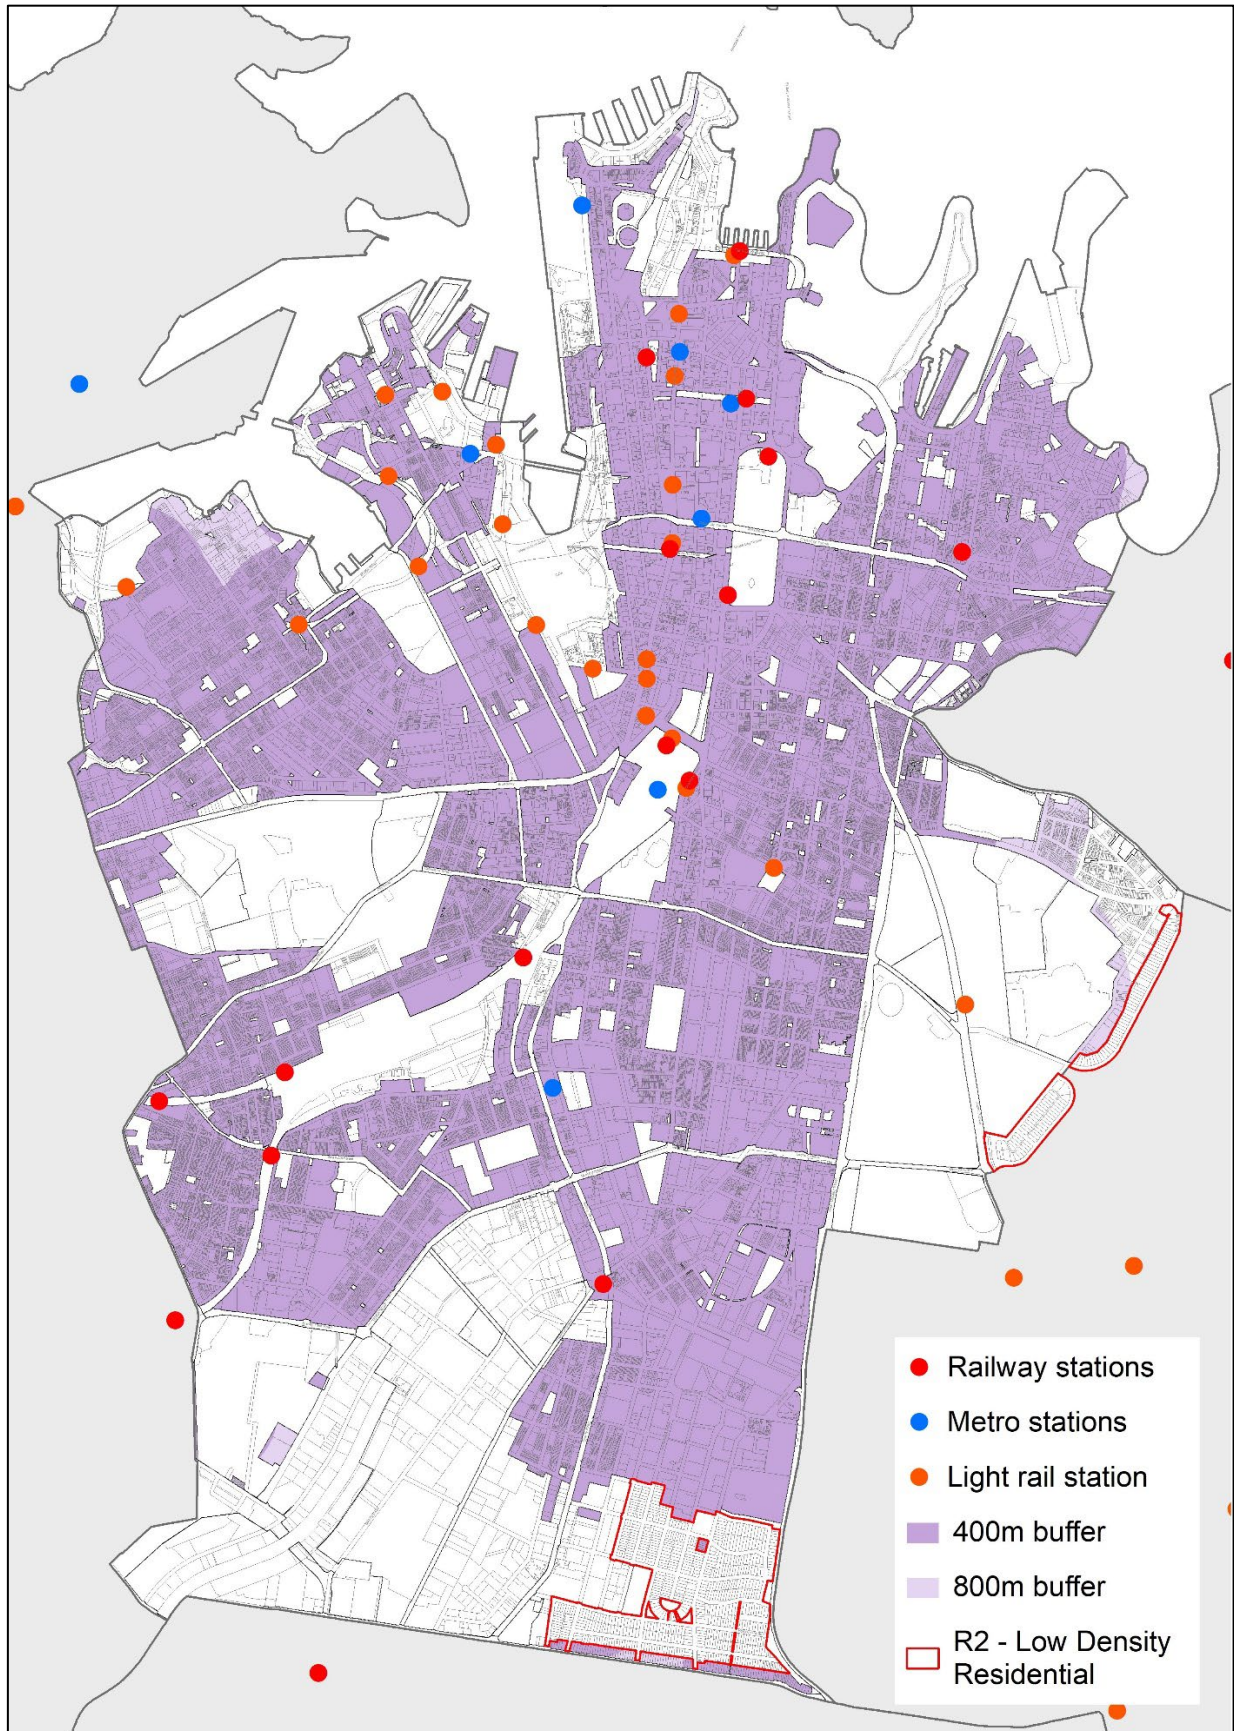 Railway stations
Metro stations
Light rail station
400m buffer
800m buffer
R2 - Low Density
Residential